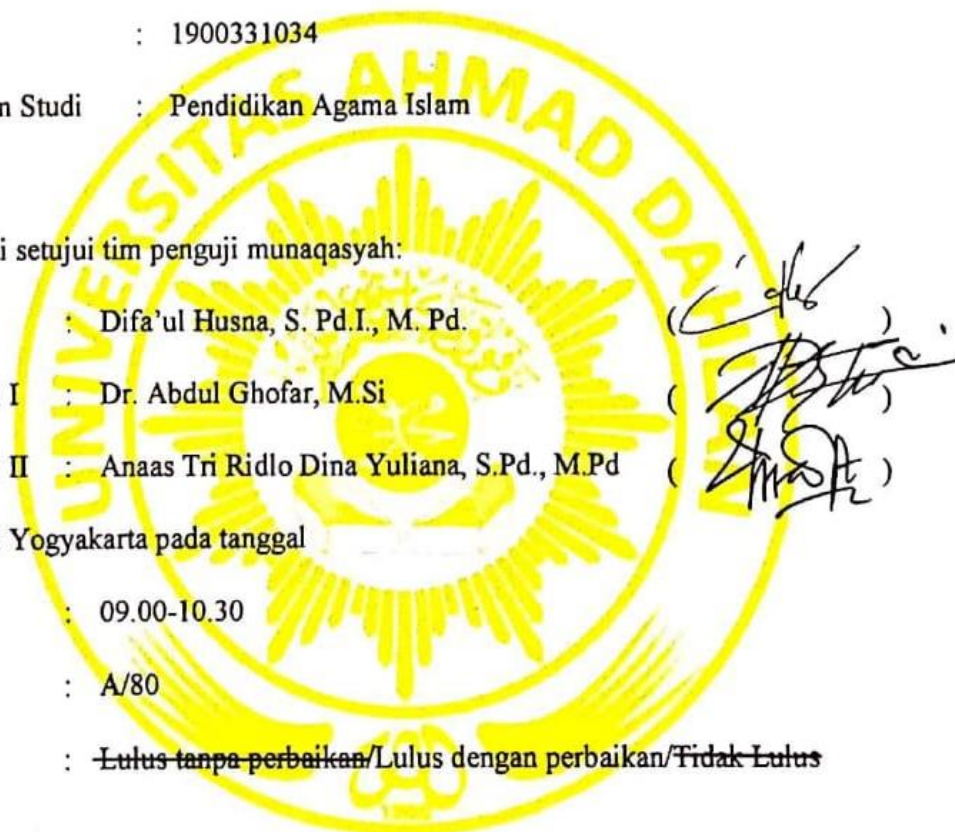 : 1900331034
n Studi : Pendidikan Agama Islam
UNIVERSITAS AHMAD DAHLAN
i setujui tim penguji munaqasyah:
: Difa'ul Husna, S. Pd.I., M. Pd. ( )
I : Dr. Abdul Ghofar, M.Si ( )
II : Anaas Tri Ridlo Dina Yuliana, S.Pd., M.Pd ( )
Yogyakarta pada tanggal
: 09.00-10.30
: A/80
: Lulus tanpa perbaikan/Lulus dengan perbaikan/Tidak Lulus